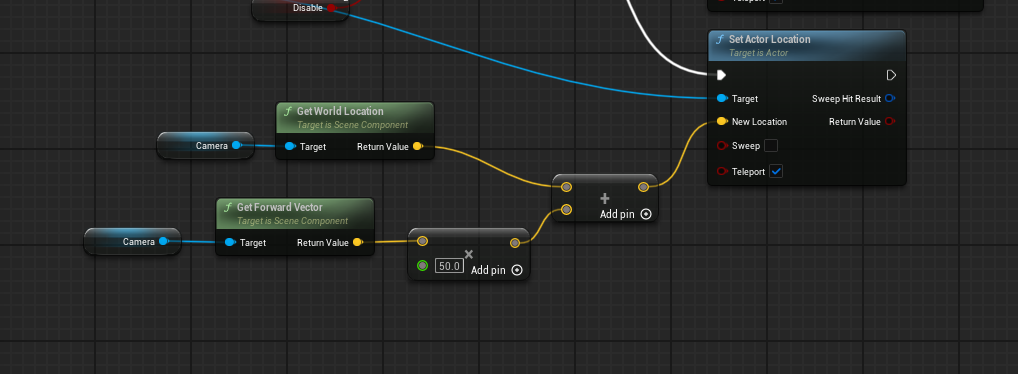 Disable
Teleport
Set Actor Location
Target is Actor
Target
Sweep Hit Result
New Location
Return Value
Sweep
Teleport
Get World Location
Target is Scene Component
Camera
Target
Return Value
+
Add pin
Get Forward Vector
Target is Scene Component
Camera
Target
Return Value
×
50.0
Add pin